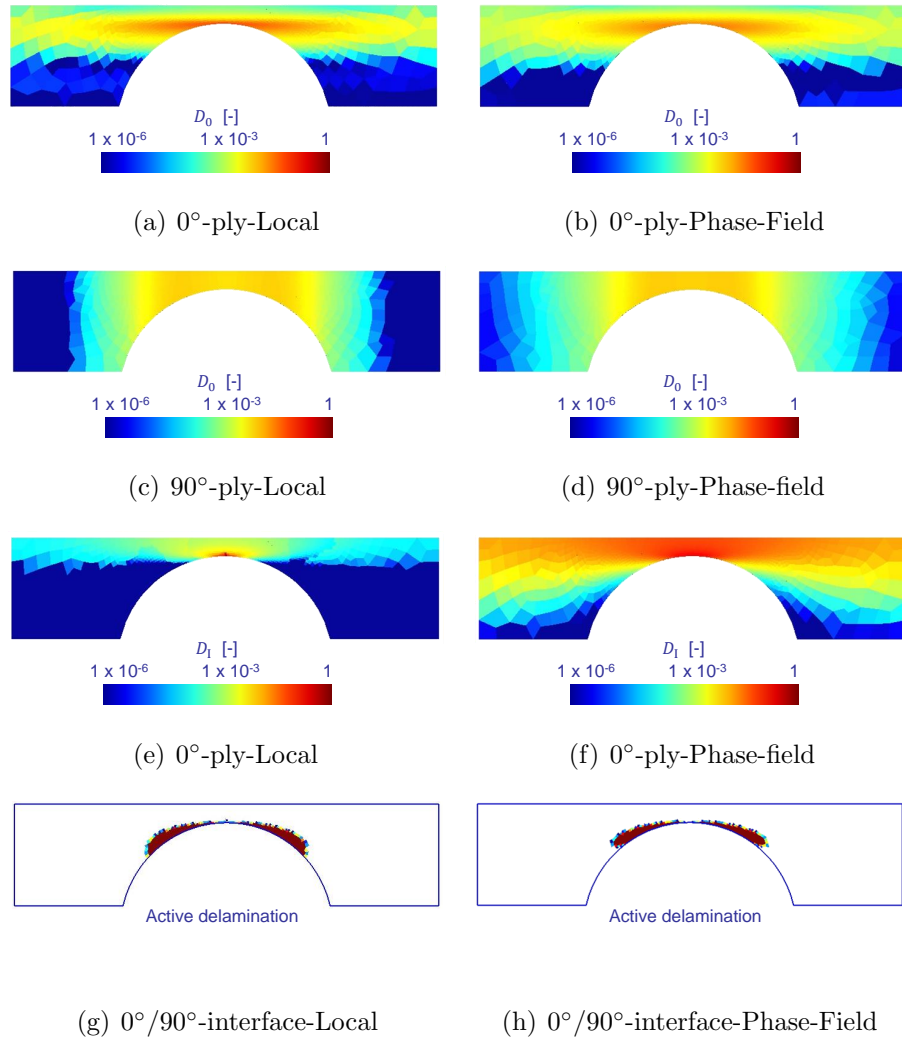 D₀ [-] D₀ [-]
1 x 10⁻⁶ 1 x 10⁻³ 1 1 x 10⁻⁶ 1 x 10⁻³ 1
(a) 0°-ply-Local (b) 0°-ply-Phase-Field
D₀ [-] D₀ [-]
1 x 10⁻⁶ 1 x 10⁻³ 1 1 x 10⁻⁶ 1 x 10⁻³ 1
(c) 90°-ply-Local (d) 90°-ply-Phase-field
D_I [-] D_I [-]
1 x 10⁻⁶ 1 x 10⁻³ 1 1 x 10⁻⁶ 1 x 10⁻³ 1
(e) 0°-ply-Local (f) 0°-ply-Phase-field
Active delamination Active delamination
(g) 0°/90°-interface-Local (h) 0°/90°-interface-Phase-Field